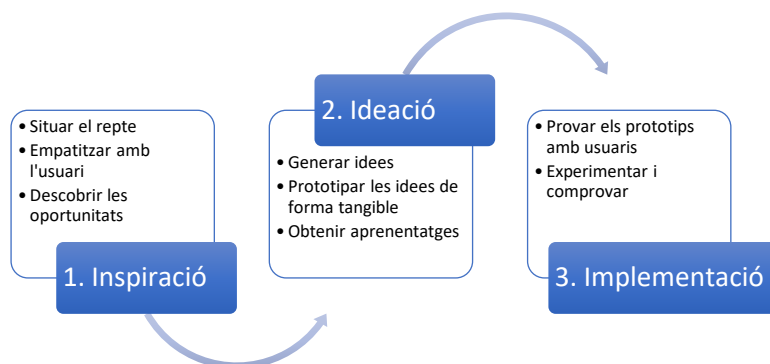 • Situar el repte
• Empatitzar amb
l'usuari
• Descobrir les
oportunitats
1. Inspiració
2. Ideació
• Generar idees
• Prototipar les idees de
forma tangible
• Obtenir aprenentatges
• Provar els prototips
amb usuaris
• Experimentar i
comprovar
3. Implementació